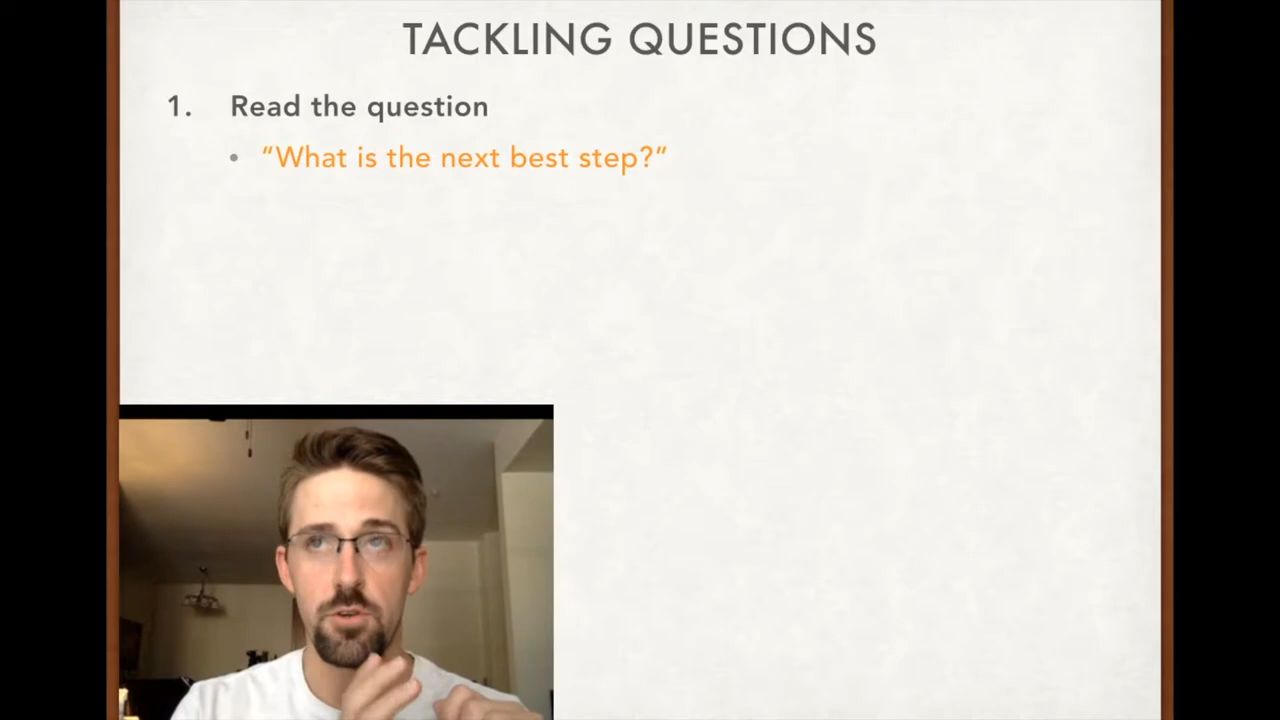 TACKLING QUESTIONS
1. Read the question
• “What is the next best step?”